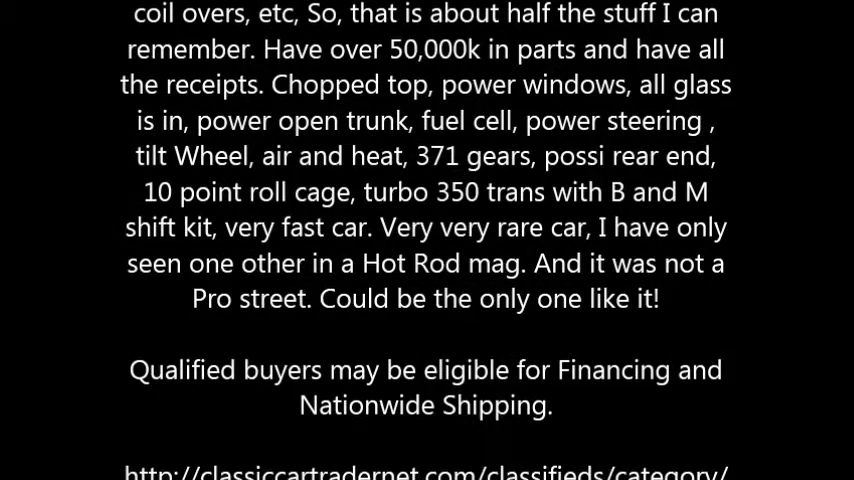 coil overs, etc, So, that is about half the stuff I can
remember. Have over 50,000k in parts and have all
the receipts. Chopped top, power windows, all glass
is in, power open trunk, fuel cell, power steering ,
tilt Wheel, air and heat, 371 gears, possi rear end,
10 point roll cage, turbo 350 trans with B and M
shift kit, very fast car. Very very rare car, I have only
seen one other in a Hot Rod mag. And it was not a
Pro street. Could be the only one like it!
Qualified buyers may be eligible for Financing and
Nationwide Shipping.
http://classiccartradernet.com/classifieds/category/